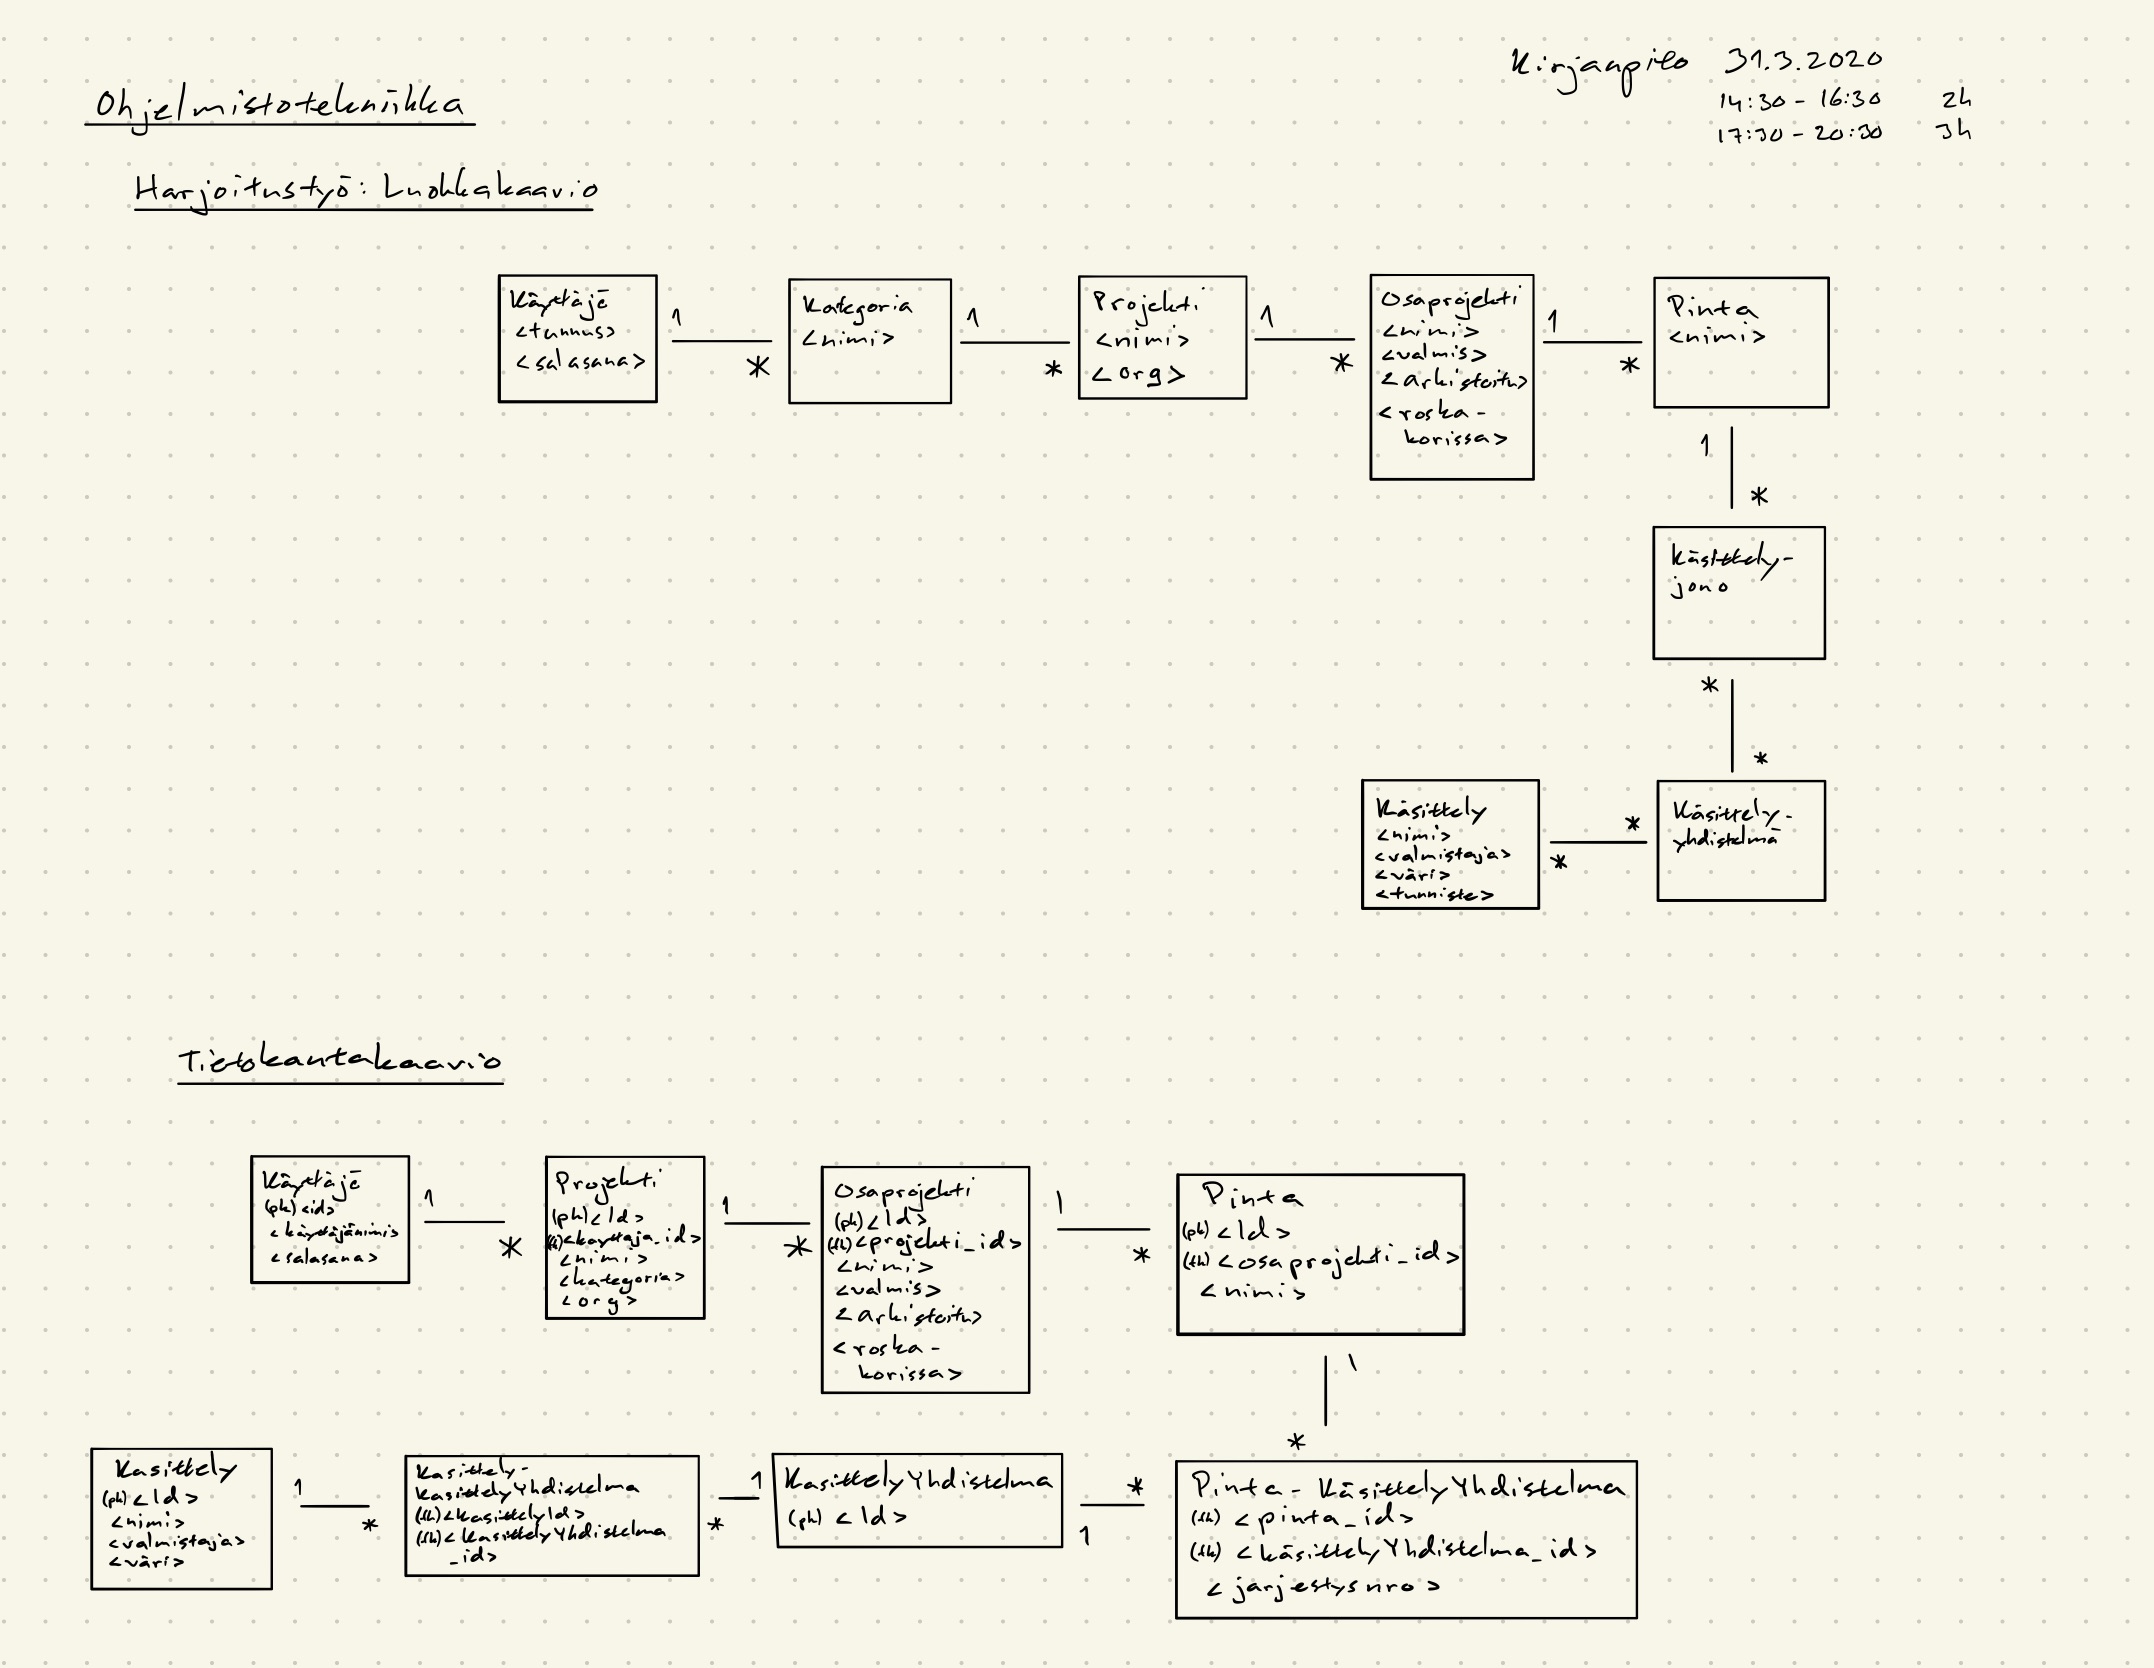 Ohjelmistotekniikka
Kirjaapito 31.3.2020
14:30 - 16:30 2h
17:30 - 20:30 3h
Harjoitustyö: Luokkakaavio
Käyttäjä
<tunnus>
<salasana>
1
*
Kategoria
<nimi>
1
*
Projekti
<nimi>
<org>
1
*
Osaprojekti
<nimi>
<valmis>
<arkistoitu>
<roska-
korissa>
1
*
Pinta
<nimi>
1
*
Käsittely-
jono
*
*
Käsittely-
yhdistelmä
*
*
Käsittely
<nimi>
<valmistaja>
<väri>
<tunniste>
Tietokantakaavio
Käyttäjä
(pk) <id>
<käyttäjänimi>
<salasana>
1
*
Projekti
(pk) <Id>
(fk) <kayttaja_id>
<nimi>
<kategoria>
<org>
1
*
Osaprojekti
(pk) <Id>
(fk) <projekti_id>
<nimi>
<valmis>
<arkistoitu>
<roska-
korissa>
1
*
Pinta
(pk) <Id>
(fk) <osaprojekti_id>
<nimi>
1
*
Kasittely
(pk) <Id>
<nimi>
<valmistaja>
<väri>
1
*
Kasittely-
KasittelyYhdistelma
(fk) <KasittelyId>
(fk) <KasittelyYhdistelma
_id>
1
*
KasittelyYhdistelma
(pk) <Id>
*
1
Pinta - KäsittelyYhdistelma
(fk) <pinta_id>
(fk) <käsittelyYhdistelma_id>
<jarjestysnro>